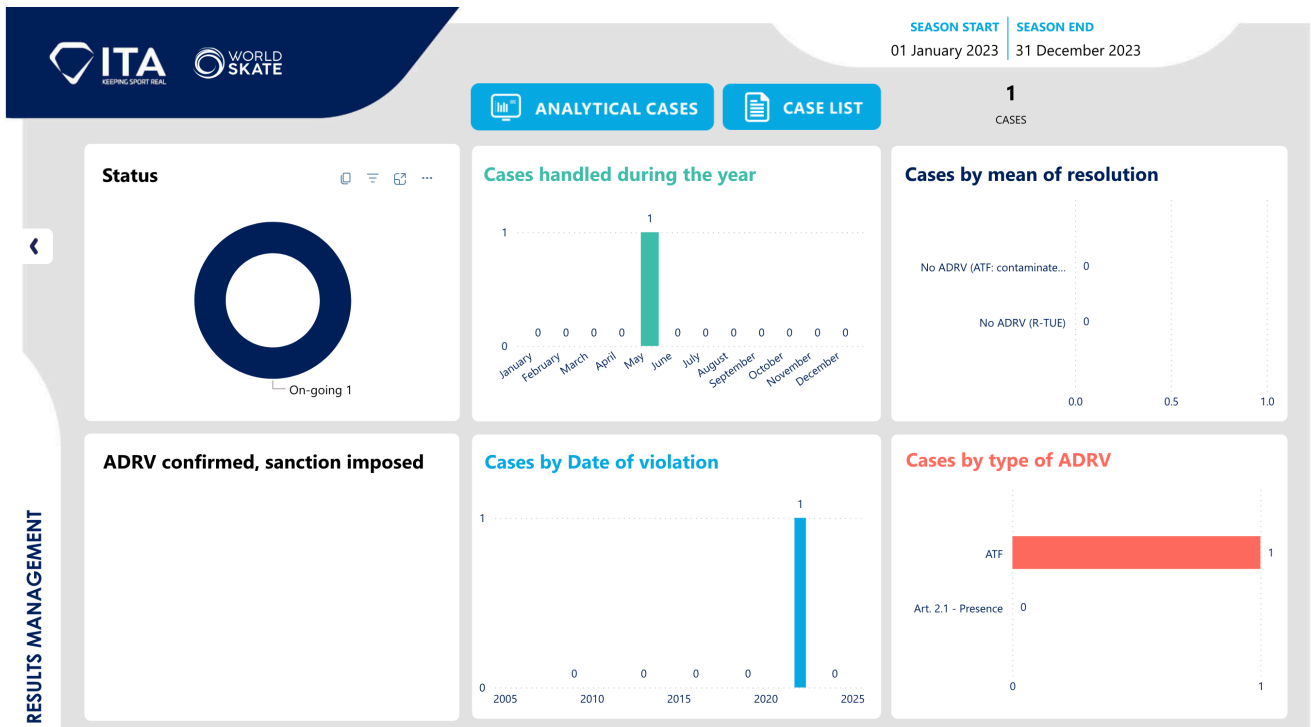 ITA
KEEPING SPORT REAL
WORLD
SKATE
SEASON START
SEASON END
01 January 2023
31 December 2023
ANALYTICAL CASES
CASE LIST
1
CASES
Status
On-going 1
Cases handled during the year
1
1
0 0 0 0 0 0 0 0 0 0 0
0
January February March April May June July August September October November December
Cases by mean of resolution
No ADRV (ATF: contaminate... 0
No ADRV (R-TUE) 0
0.0 0.5 1.0
RESULTS MANAGEMENT
ADRV confirmed, sanction imposed
Cases by Date of violation
1
1
0 0 0 0 0
0
2005 2010 2015 2020 2025
Cases by type of ADRV
ATF 1
Art. 2.1 - Presence 0
0 1